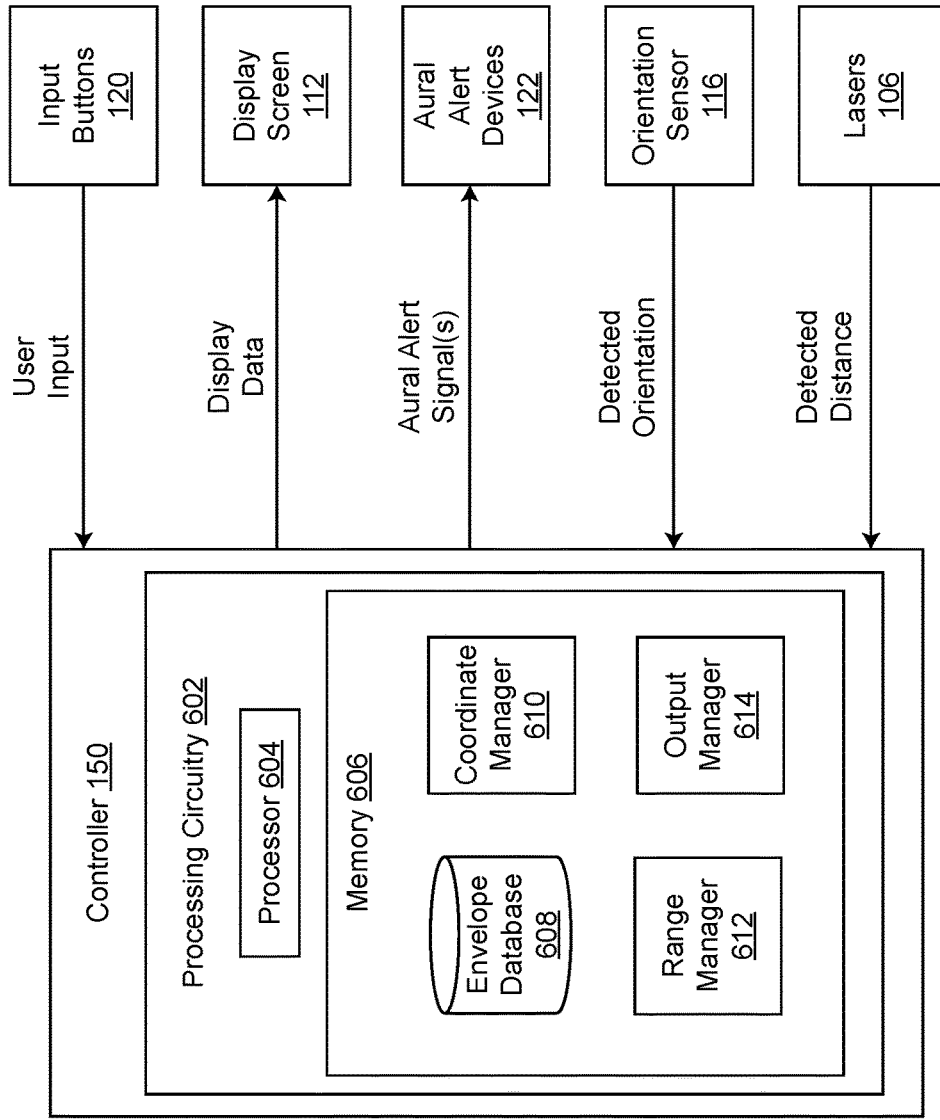 Controller 150
Processing Circuitry 602
Processor 604
Memory 606
Envelope
Database
608
Coordinate
Manager
610
Range
Manager
612
Output
Manager
614
User
Input
Display
Data
Aural Alert
Signal(s)
Detected
Orientation
Detected
Distance
Input
Buttons
120
Display
Screen
112
Aural
Alert
Devices
122
Orientation
Sensor
116
Lasers
106